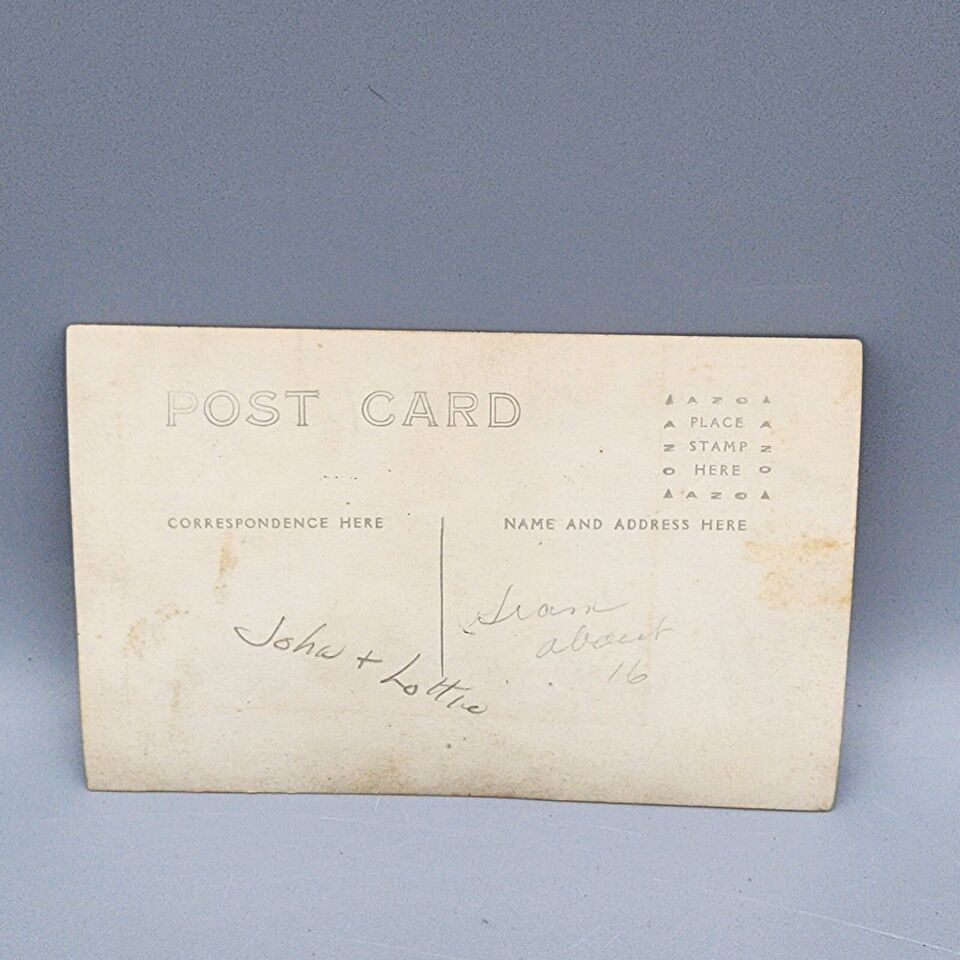 POST CARD
▲ AZO ▲
A PLACE A
Z STAMP Z
O HERE O
▲ AZO ▲
CORRESPONDENCE HERE
NAME AND ADDRESS HERE
John + Lottie
about
16